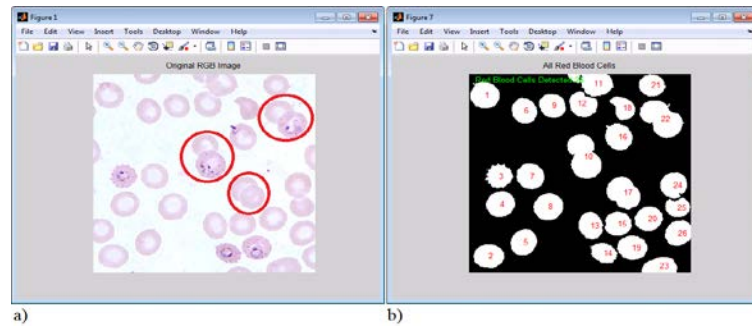 Figure 1
File Edit View Insert Tools Desktop Window Help
Original RGB Image
a)
Figure 7
File Edit View Insert Tools Desktop Window Help
All Red Blood Cells
Red Blood Cells Detected
11
21
1
6
9
12
18
22
16
10
3
7
24
17
4
8
25
20
13
15
26
5
19
2
14
23
b)